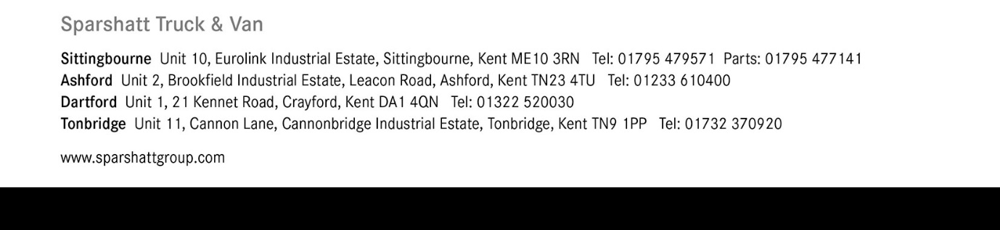 Sparshatt Truck & Van
Sittingbourne Unit 10, Eurolink Industrial Estate, Sittingbourne, Kent ME10 3RN Tel: 01795 479571 Parts: 01795 477141
Ashford Unit 2, Brookfield Industrial Estate, Leacon Road, Ashford, Kent TN23 4TU Tel: 01233 610400
Dartford Unit 1, 21 Kennet Road, Crayford, Kent DA1 4QN Tel: 01322 520030
Tonbridge Unit 11, Cannon Lane, Cannonbridge Industrial Estate, Tonbridge, Kent TN9 1PP Tel: 01732 370920
www.sparshattgroup.com